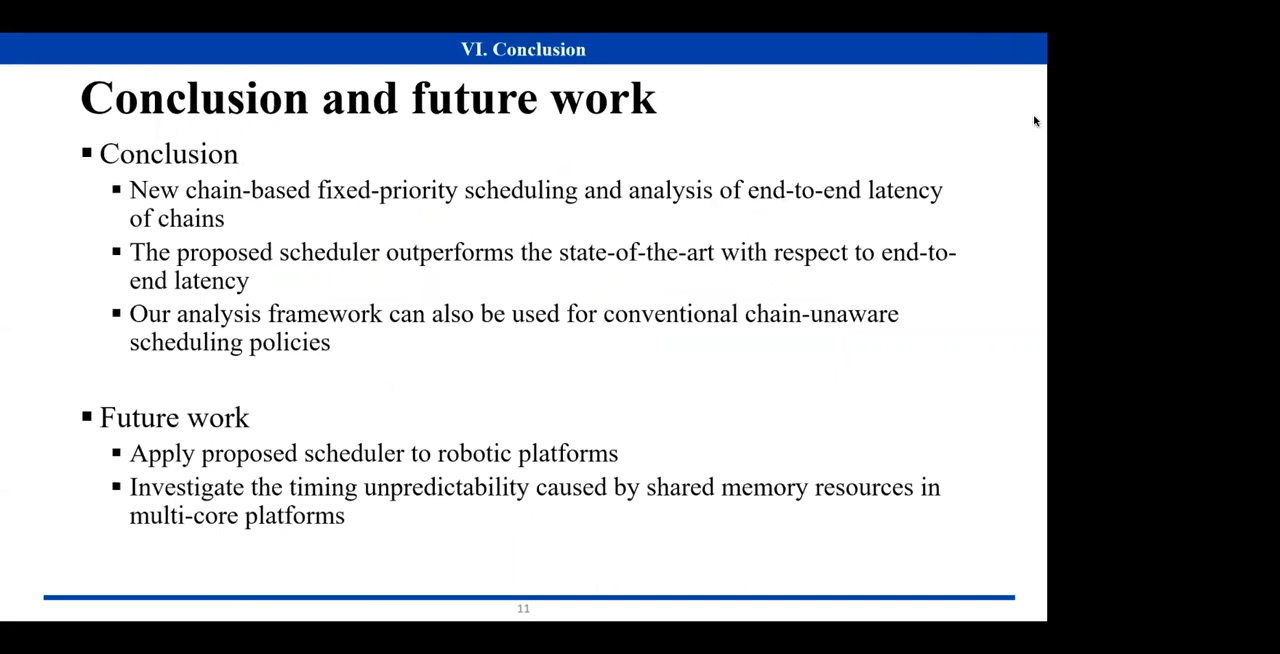 VI. Conclusion
Conclusion and future work
▪ Conclusion
▪ New chain-based fixed-priority scheduling and analysis of end-to-end latency
of chains
▪ The proposed scheduler outperforms the state-of-the-art with respect to end-to-
end latency
▪ Our analysis framework can also be used for conventional chain-unaware
scheduling policies
▪ Future work
▪ Apply proposed scheduler to robotic platforms
▪ Investigate the timing unpredictability caused by shared memory resources in
multi-core platforms
11